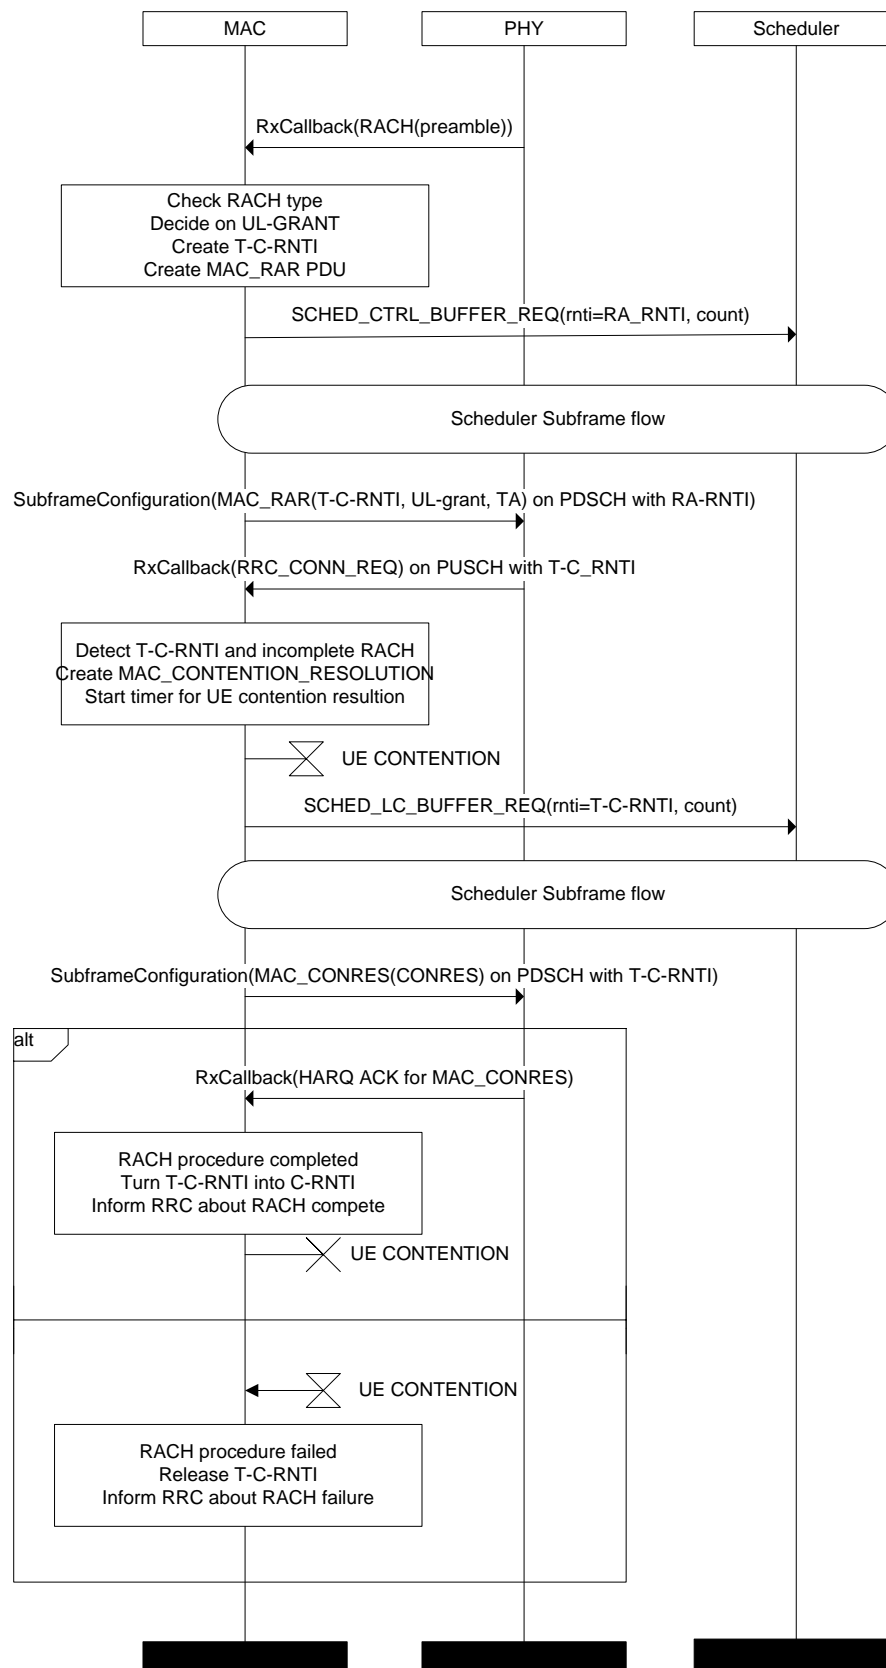 MAC
PHY
Scheduler
RxCallback(RACH(preamble))
Check RACH type
Decide on UL-GRANT
Create T-C-RNTI
Create MAC_RAR PDU
SCHED_CTRL_BUFFER_REQ(rnti=RA_RNTI, count)
Scheduler Subframe flow
SubframeConfiguration(MAC_RAR(T-C-RNTI, UL-grant, TA) on PDSCH with RA-RNTI)
RxCallback(RRC_CONN_REQ) on PUSCH with T-C_RNTI
Detect T-C-RNTI and incomplete RACH
Create MAC_CONTENTION_RESOLUTION
Start timer for UE contention resultion
UE CONTENTION
SCHED_LC_BUFFER_REQ(rnti=T-C-RNTI, count)
Scheduler Subframe flow
SubframeConfiguration(MAC_CONRES(CONRES) on PDSCH with T-C-RNTI)
alt
RxCallback(HARQ ACK for MAC_CONRES)
RACH procedure completed
Turn T-C-RNTI into C-RNTI
Inform RRC about RACH compete
UE CONTENTION
UE CONTENTION
RACH procedure failed
Release T-C-RNTI
Inform RRC about RACH failure